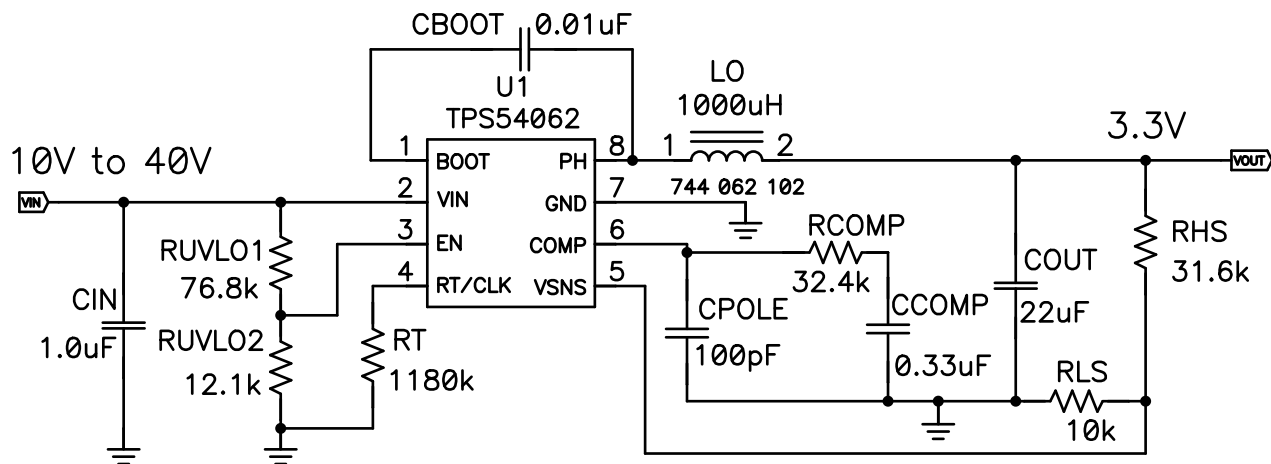 CBOOT 0.01uF
U1
TPS54062
LO
1000uH
3.3V
10V to 40V
1 BOOT PH 8
1 2
VOUT
2 VIN GND 7
744 062 102
VIN
3 EN COMP 6
RCOMP
RHS
31.6k
RUVLO1
76.8k
4 RT/CLK VSNS 5
32.4k
COUT
22uF
CIN
1.0uF
RUVLO2
12.1k
RT
1180k
CPOLE
100pF
CCOMP
0.33uF
RLS
10k